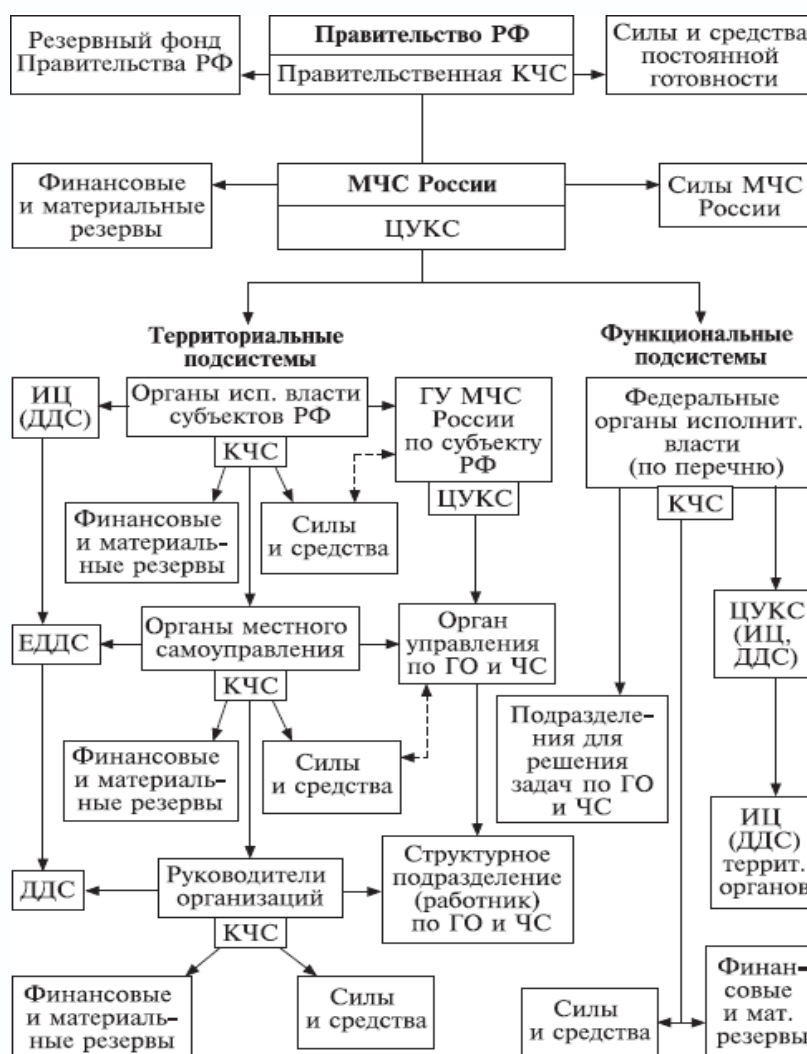 Резервный фонд
Правительства РФ
Правительство РФ
Правительственная КЧС
Силы и средства
постоянной
готовности
Финансовые
и материальные
резервы
МЧС России
ЦУКС
Силы МЧС
России
Территориальные
подсистемы
Функциональные
подсистемы
ИЦ
(ДДС)
Органы исп. власти
субъектов РФ
КЧС
ГУ МЧС
России
по субъекту
РФ
ЦУКС
Федеральные
органы исполнит.
власти
(по перечню)
КЧС
Финансовые
и материаль-
ные резервы
Силы
и средства
ЕДДС
Органы местного
самоуправления
КЧС
Орган
управления
по ГО и ЧС
ЦУКС
(ИЦ,
ДДС)
Финансовые
и материаль-
ные резервы
Силы
и средства
Подразделе-
ния для
решения
задач по ГО
и ЧС
ИЦ
(ДДС)
террит.
органов
ДДС
Руководители
организаций
КЧС
Структурное
подразделение
(работник)
по ГО и ЧС
Финансовые
и материаль-
ные резервы
Силы
и средства
Силы
и средства
Финан-
совые
и мат.
резервы